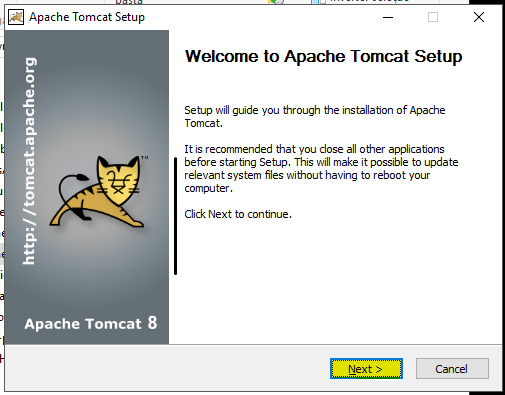 pasta
Inverter seleção
Apache Tomcat Setup
http://tomcat.apache.org
™
Apache Tomcat 8
Welcome to Apache Tomcat Setup
Setup will guide you through the installation of Apache
Tomcat.
It is recommended that you close all other applications
before starting Setup. This will make it possible to update
relevant system files without having to reboot your
computer.
Click Next to continue.
Next >
Cancel